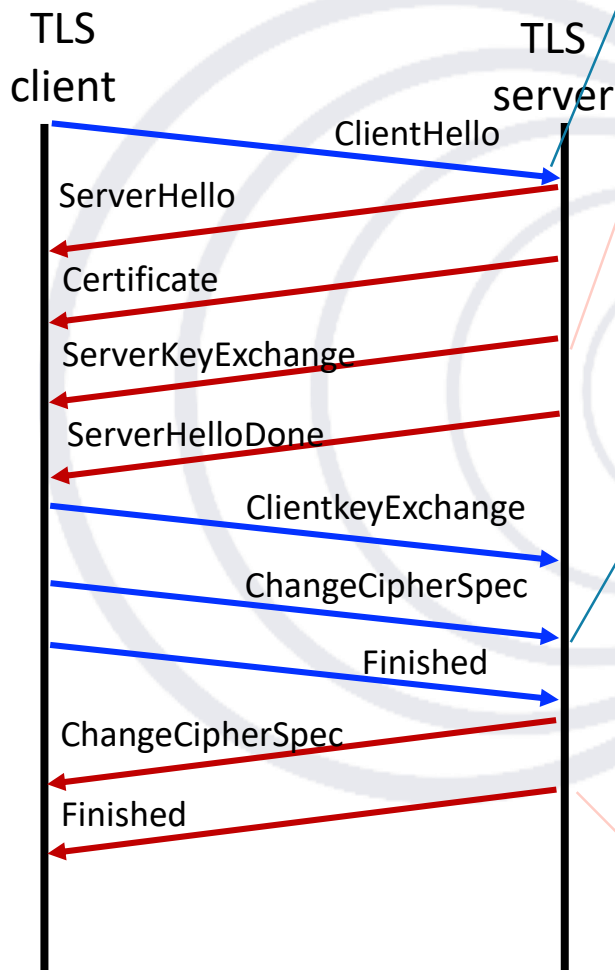 TLS
client
TLS
server
ClientHello
ServerHello
Certificate
ServerKeyExchange
ServerHelloDone
ClientkeyExchange
ChangeCipherSpec
Finished
ChangeCipherSpec
Finished